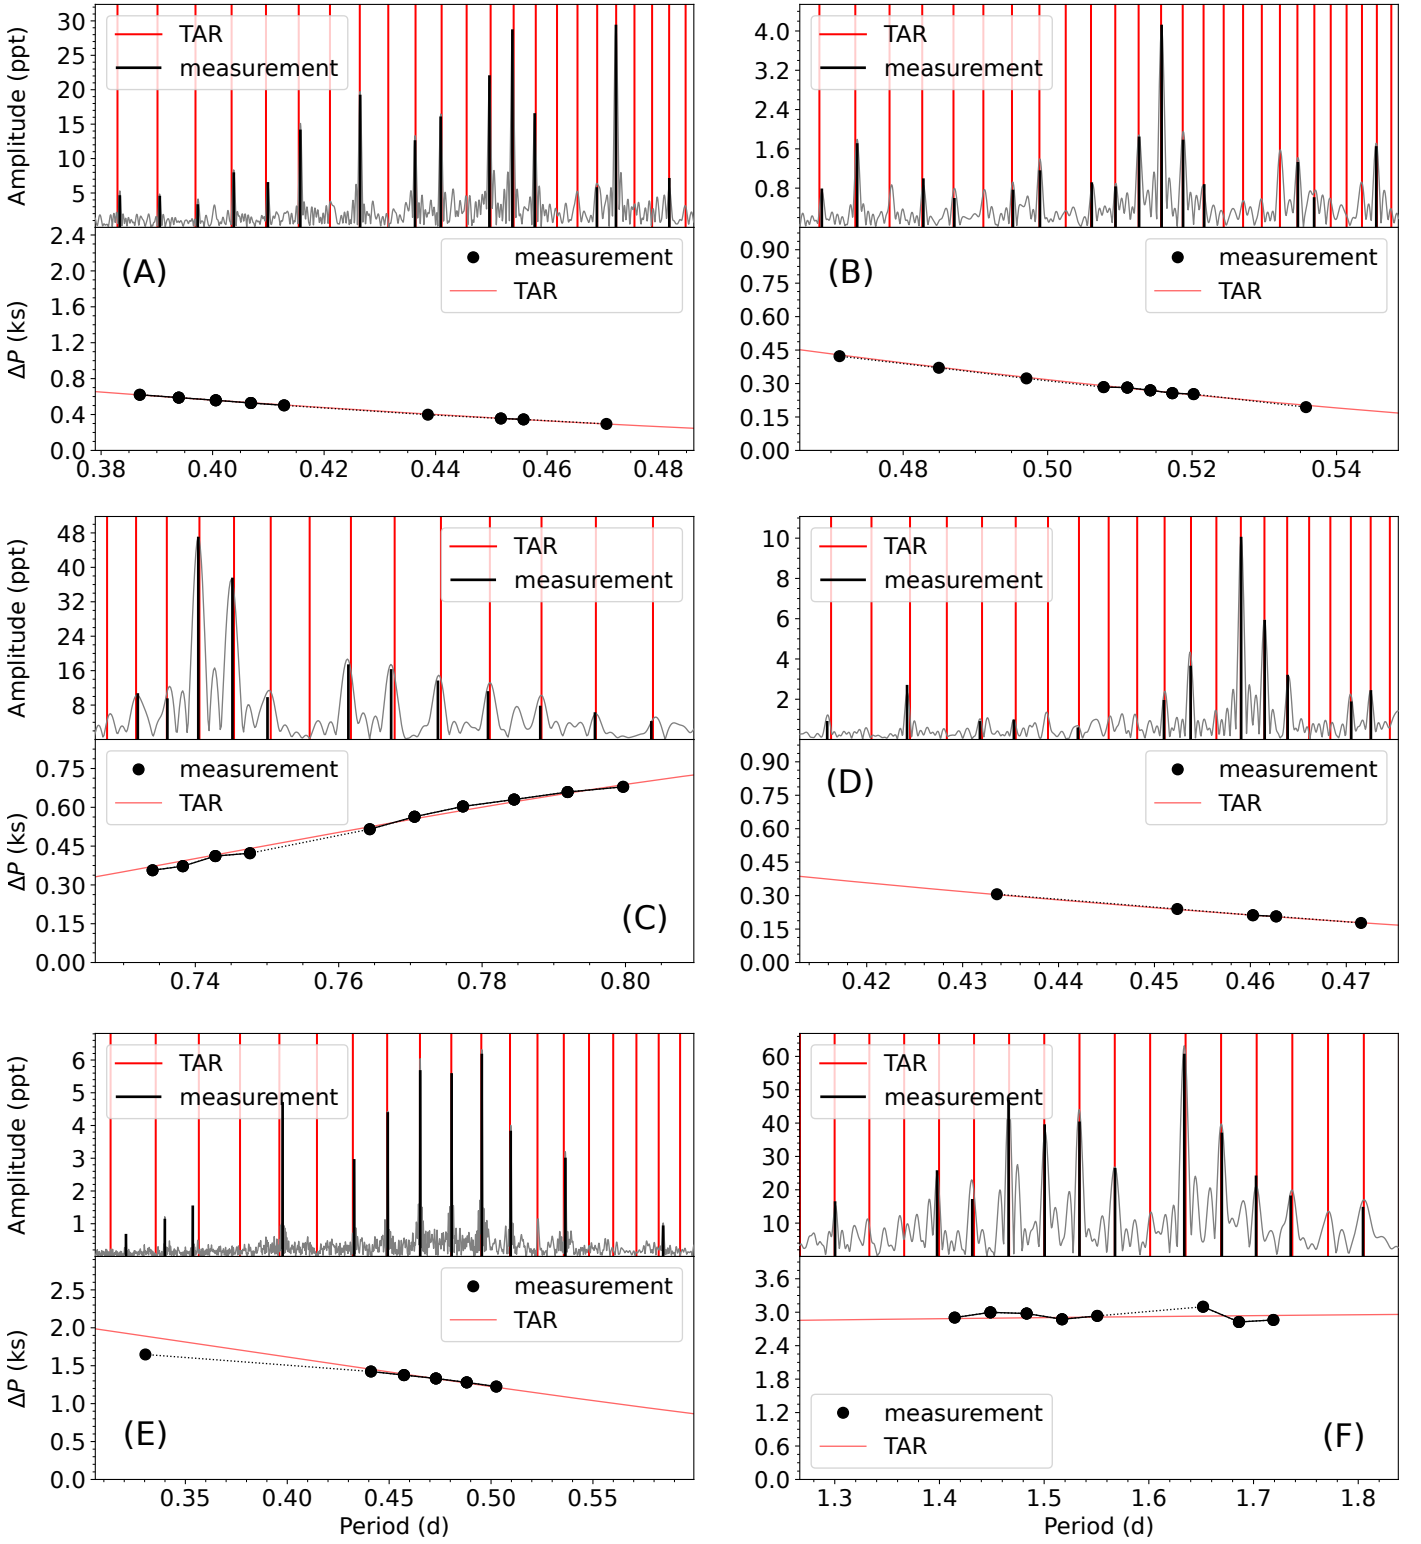 Amplitude (ppt)
30
25
20
15
10
5
TAR
measurement
ΔP (ks)
2.4
2.0
1.6
1.2
0.8
0.4
0.0
(A)
measurement
TAR
0.38 0.40 0.42 0.44 0.46 0.48
4.0
3.2
2.4
1.6
0.8
TAR
measurement
0.90
0.75
0.60
0.45
0.30
0.15
0.00
(B)
measurement
TAR
0.48 0.50 0.52 0.54
Amplitude (ppt)
48
40
32
24
16
8
TAR
measurement
ΔP (ks)
0.75
0.60
0.45
0.30
0.15
0.00
measurement
TAR
(C)
0.74 0.76 0.78 0.80
10
8
6
4
2
TAR
measurement
0.90
0.75
0.60
0.45
0.30
0.15
0.00
(D)
measurement
TAR
0.42 0.43 0.44 0.45 0.46 0.47
Amplitude (ppt)
6
5
4
3
2
1
TAR
measurement
ΔP (ks)
2.5
2.0
1.5
1.0
0.5
0.0
measurement
TAR
(E)
0.35 0.40 0.45 0.50 0.55
Period (d)
60
50
40
30
20
10
TAR
measurement
3.6
3.0
2.4
1.8
1.2
0.6
0.0
measurement
TAR
(F)
1.3 1.4 1.5 1.6 1.7 1.8
Period (d)